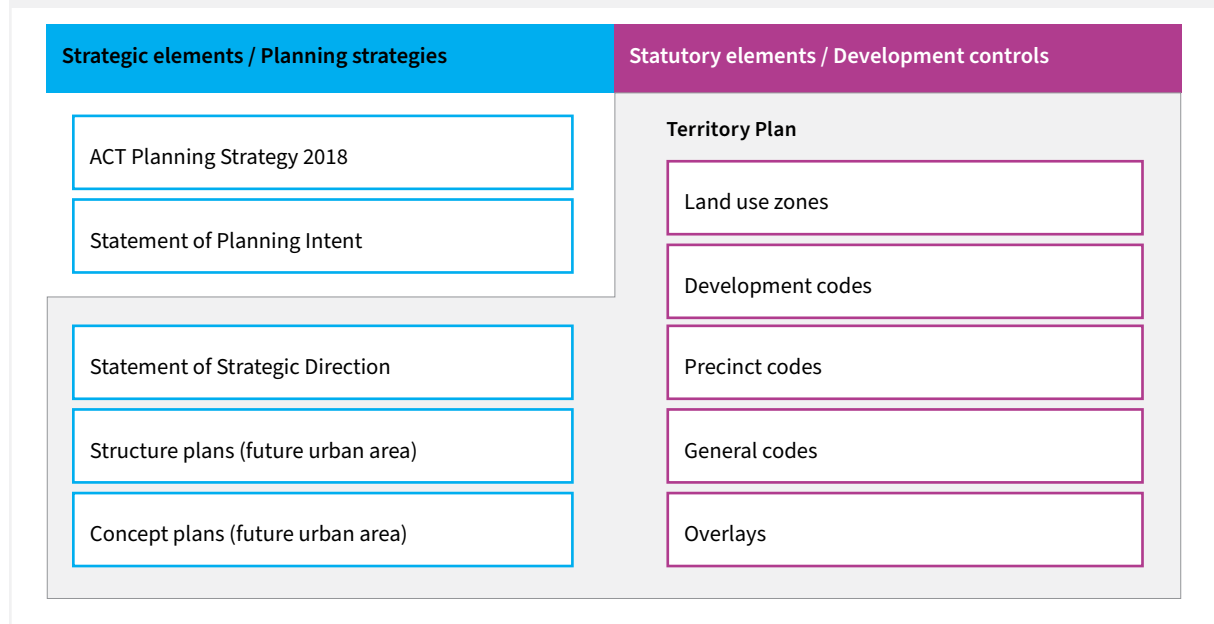 Strategic elements / Planning strategies
Statutory elements / Development controls
ACT Planning Strategy 2018
Statement of Planning Intent
Statement of Strategic Direction
Structure plans (future urban area)
Concept plans (future urban area)
Territory Plan
Land use zones
Development codes
Precinct codes
General codes
Overlays